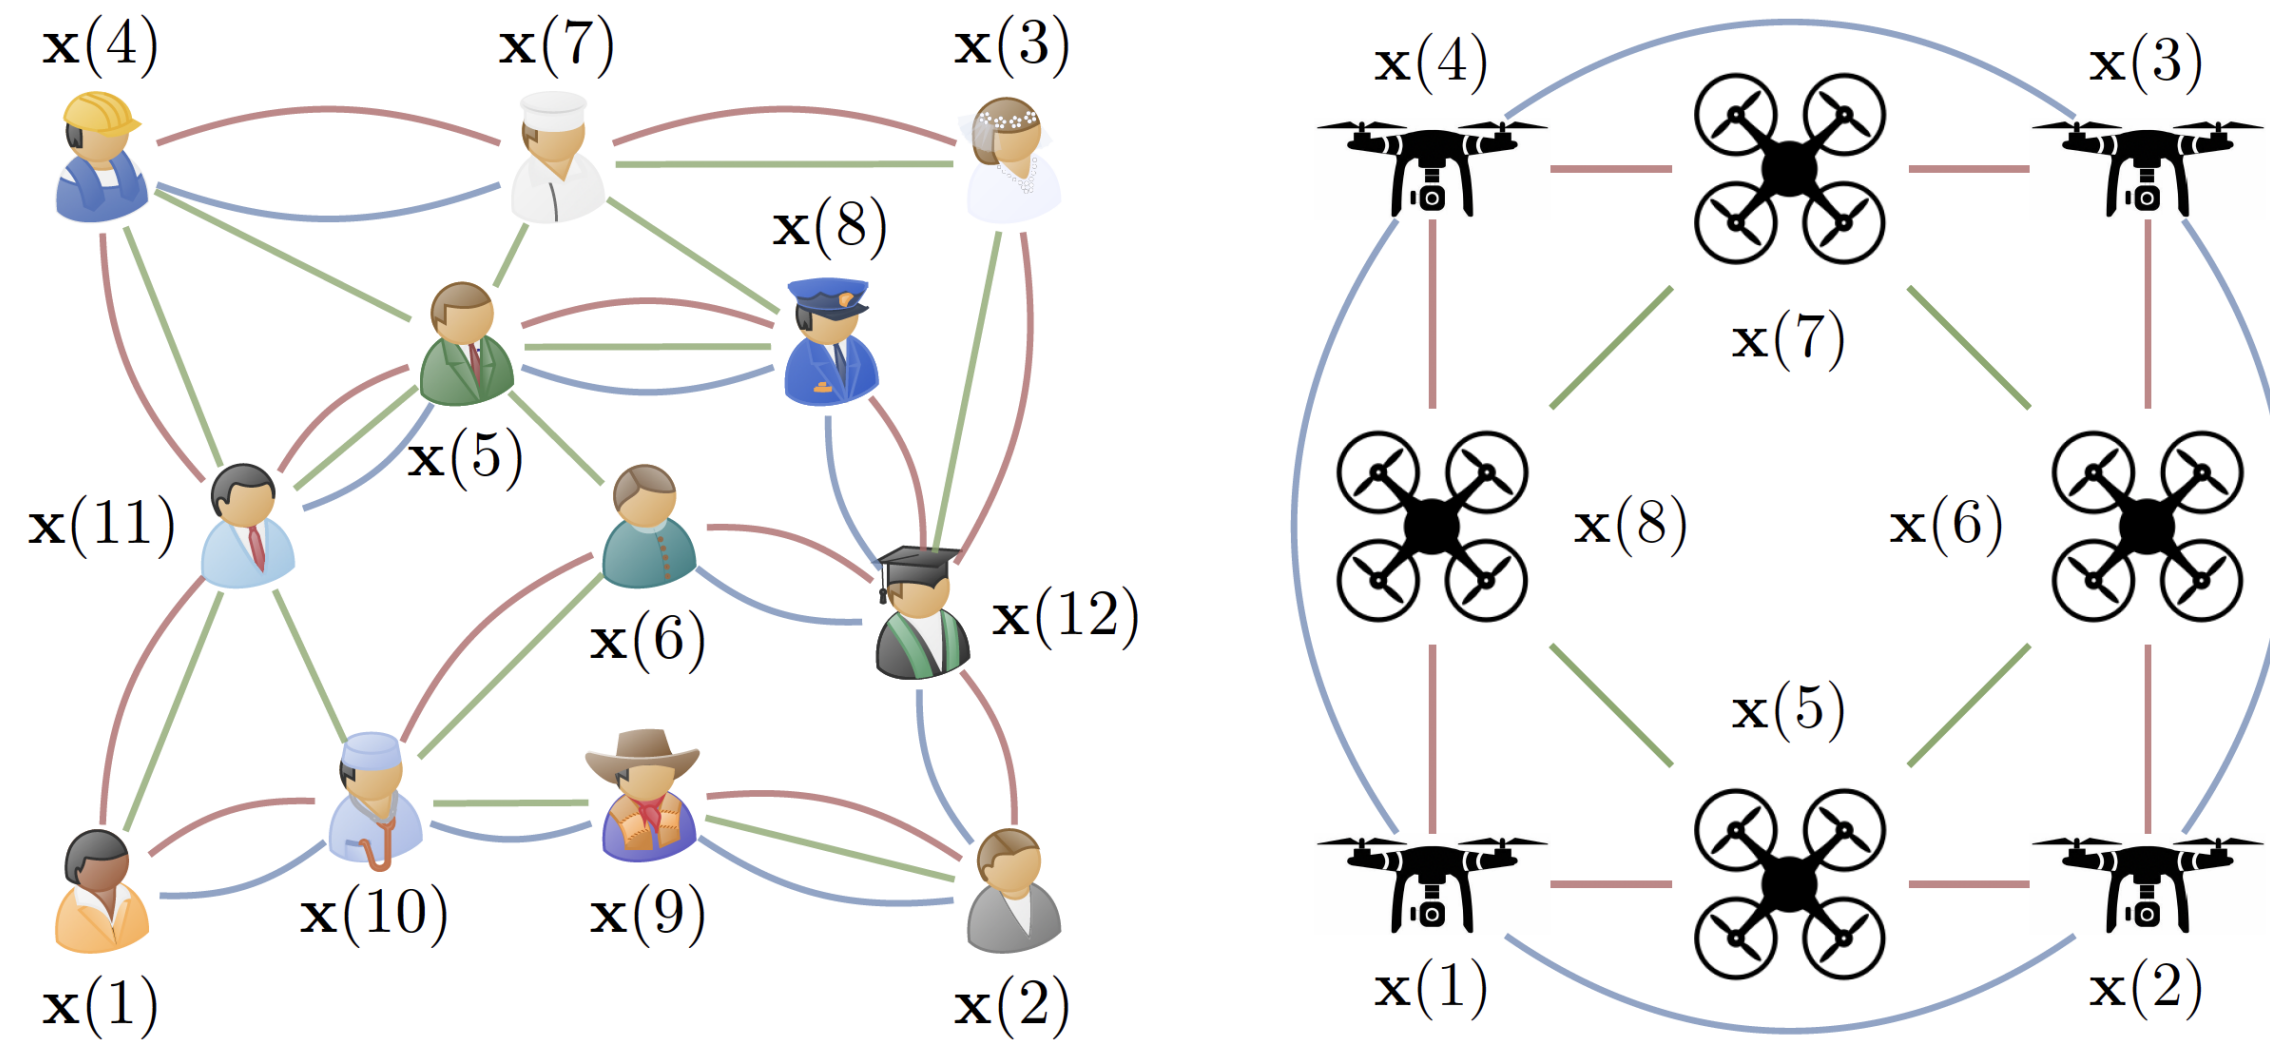 x(4)
x(7)
x(3)
x(8)
x(5)
x(11)
x(6)
x(12)
x(10)
x(9)
x(1)
x(2)
x(4)
x(3)
x(7)
x(8)
x(6)
x(5)
x(1)
x(2)